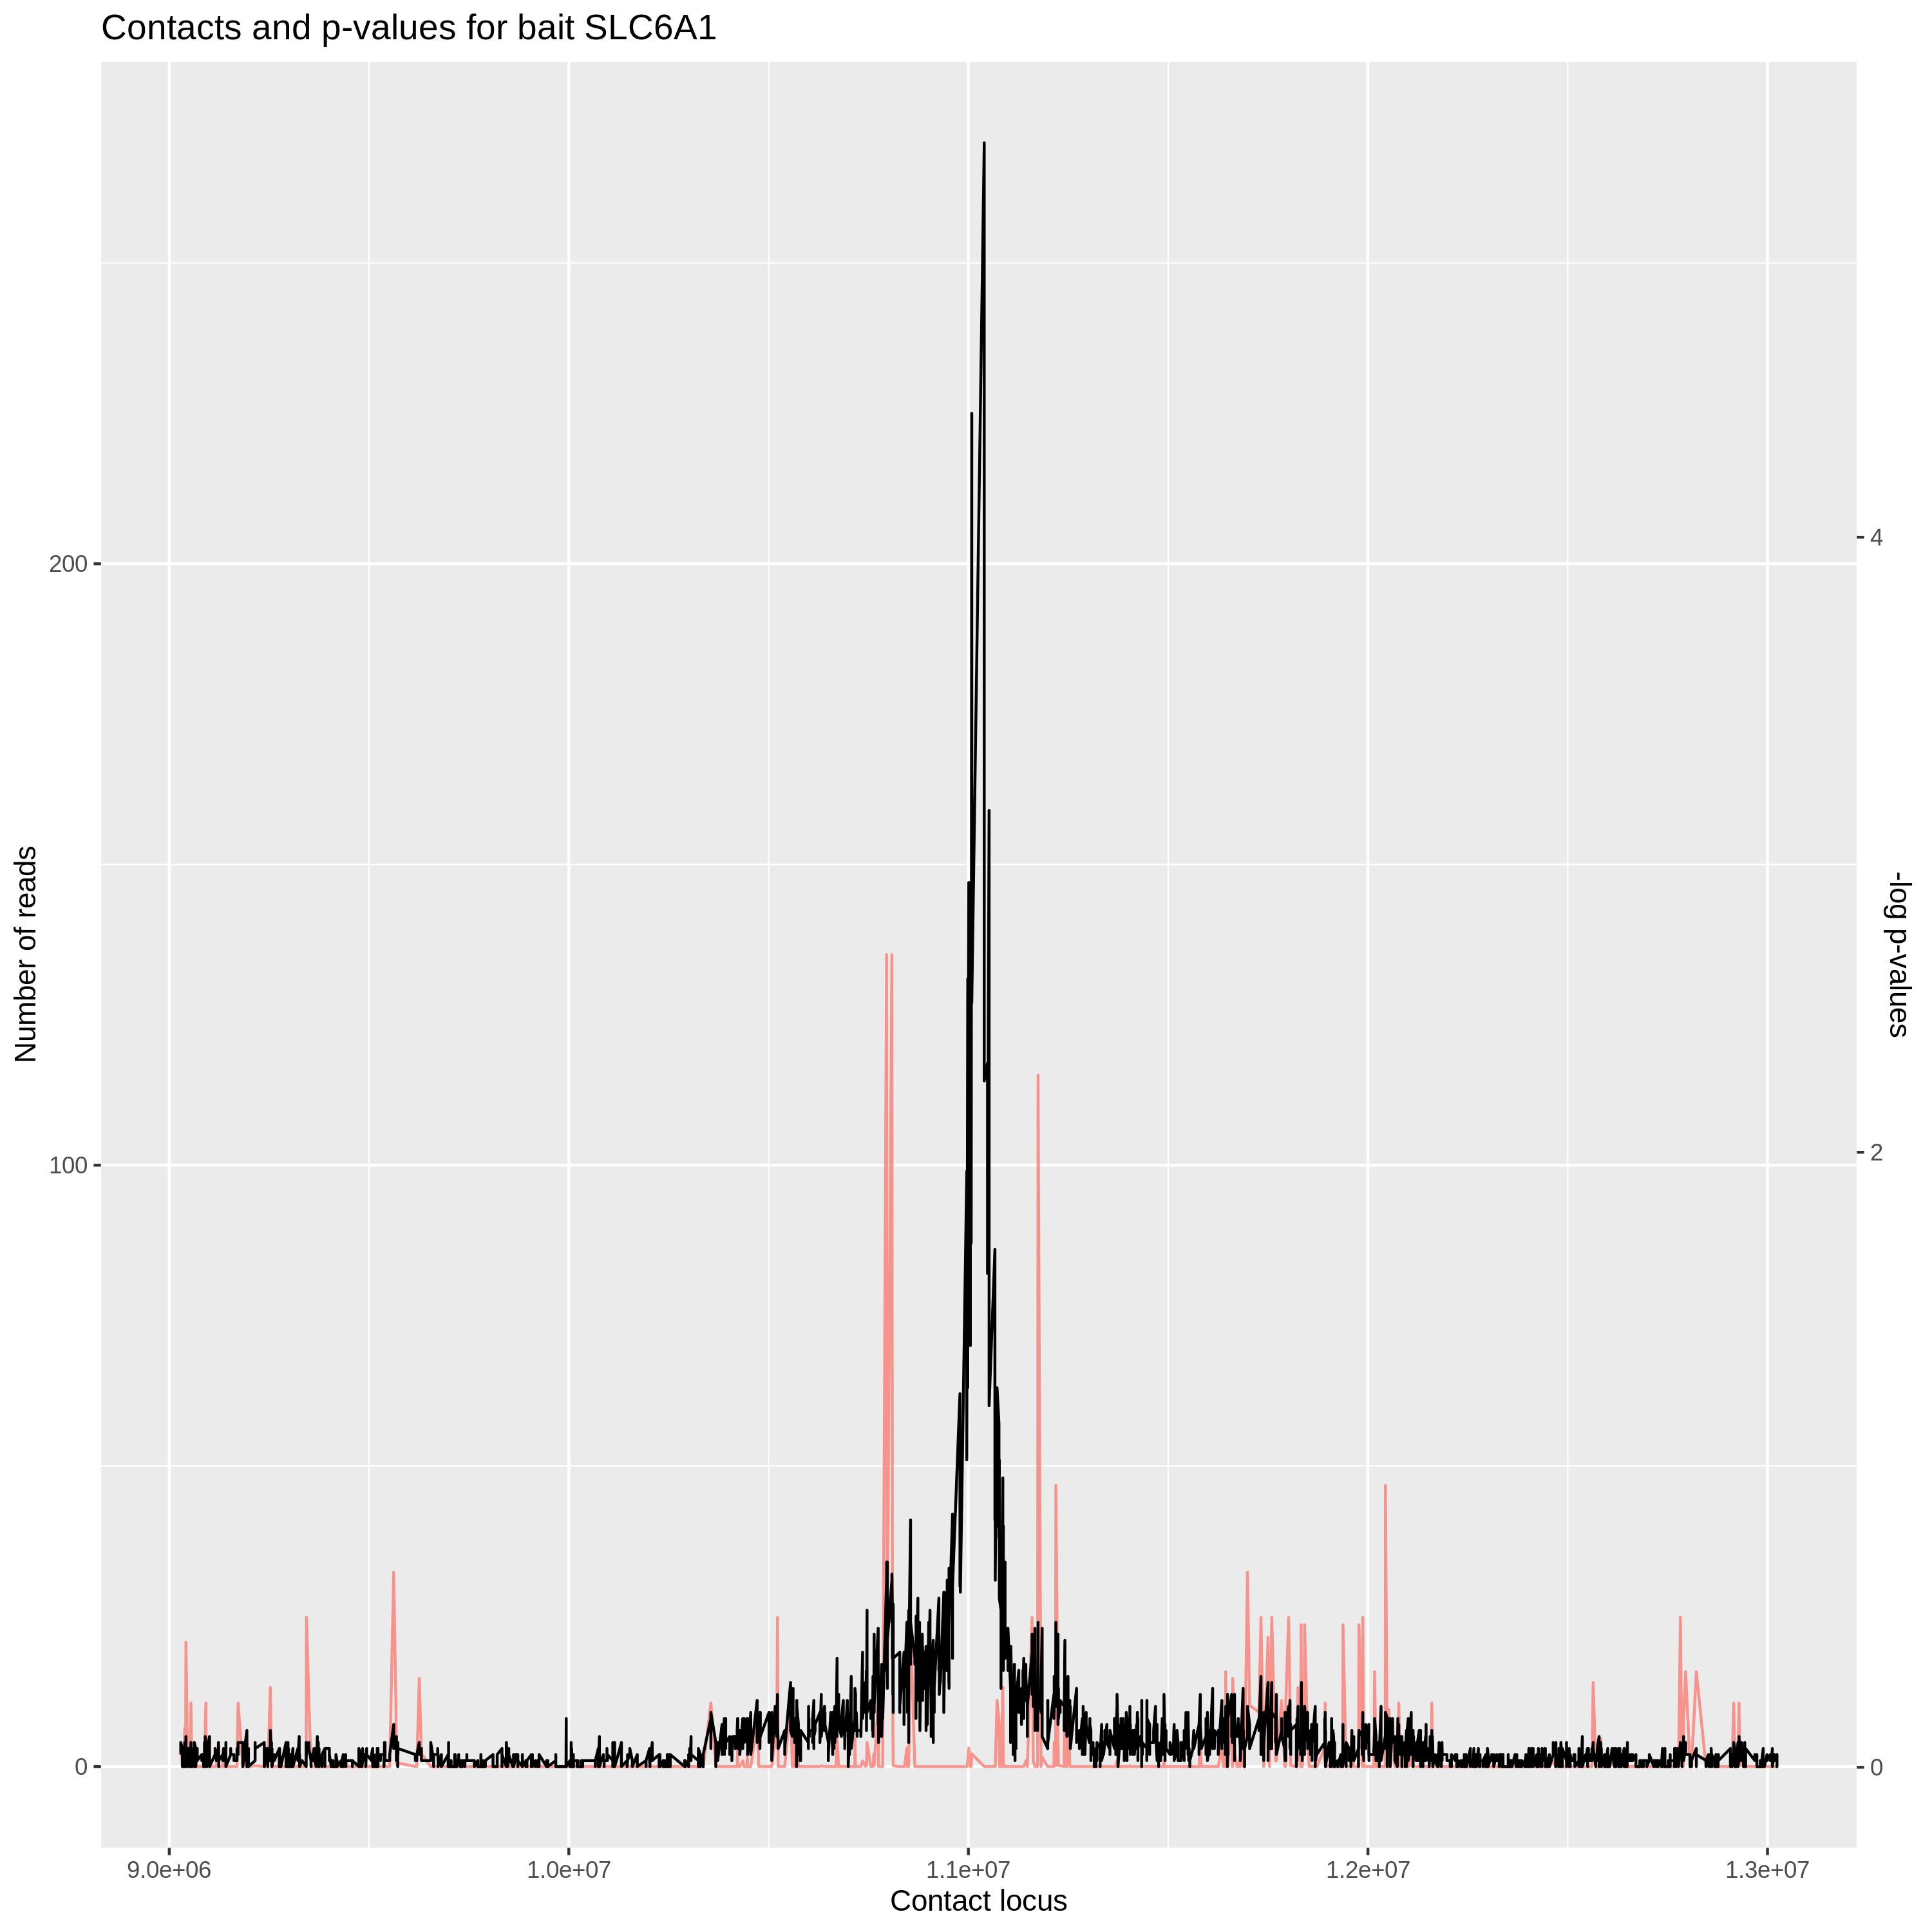 Contacts and p-values for bait SLC6A1
Number of reads
200
100
0
4
2
0
-log p-values
9.0e+06
1.0e+07
1.1e+07
1.2e+07
1.3e+07
Contact locus